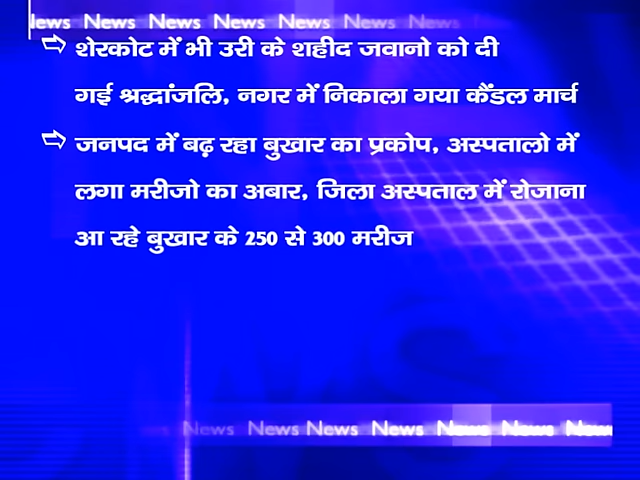 News News News News News News News
⇨ शेरकोट में भी उरी के शहीद जवानो को दी
गई श्रद्धांजलि, नगर में निकाला गया कैंडल मार्च
⇨ जनपद में बढ़ रहा बुखार का प्रकोप, अस्पतालो में
लगा मरीजो का अबार, जिला अस्पताल में रोजाना
आ रहे बुखार के 250 से 300 मरीज
News News News News News News News